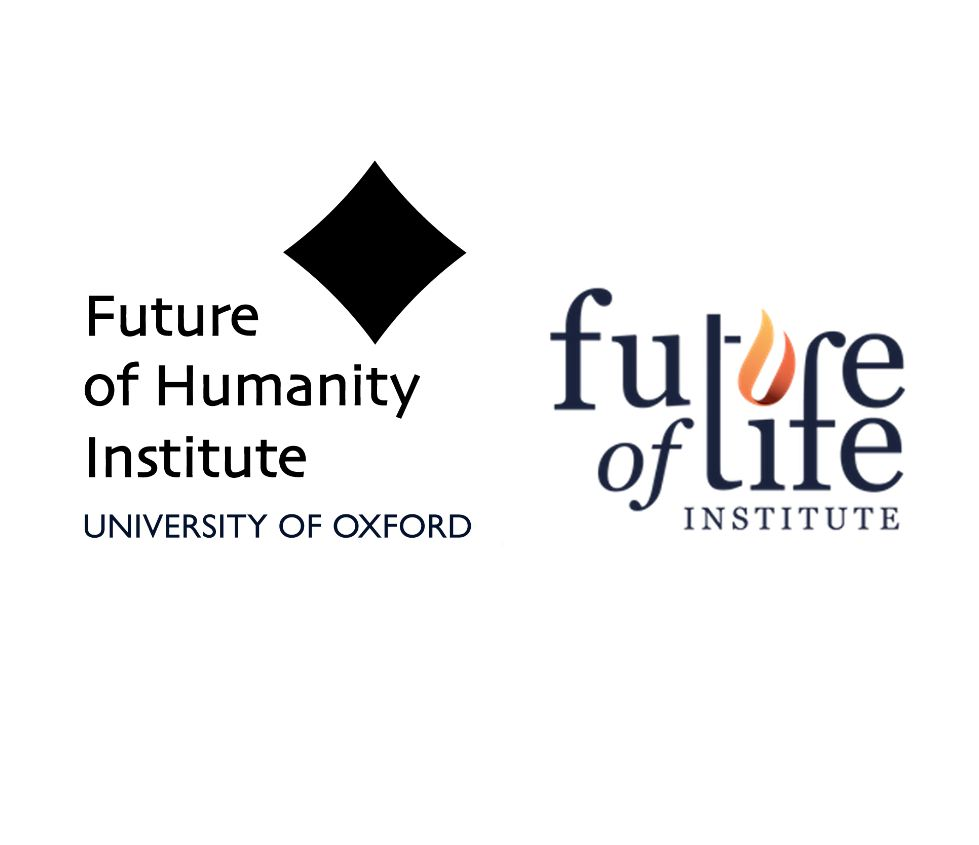 Future
of Humanity
Institute
UNIVERSITY OF OXFORD
future
of life
INSTITUTE